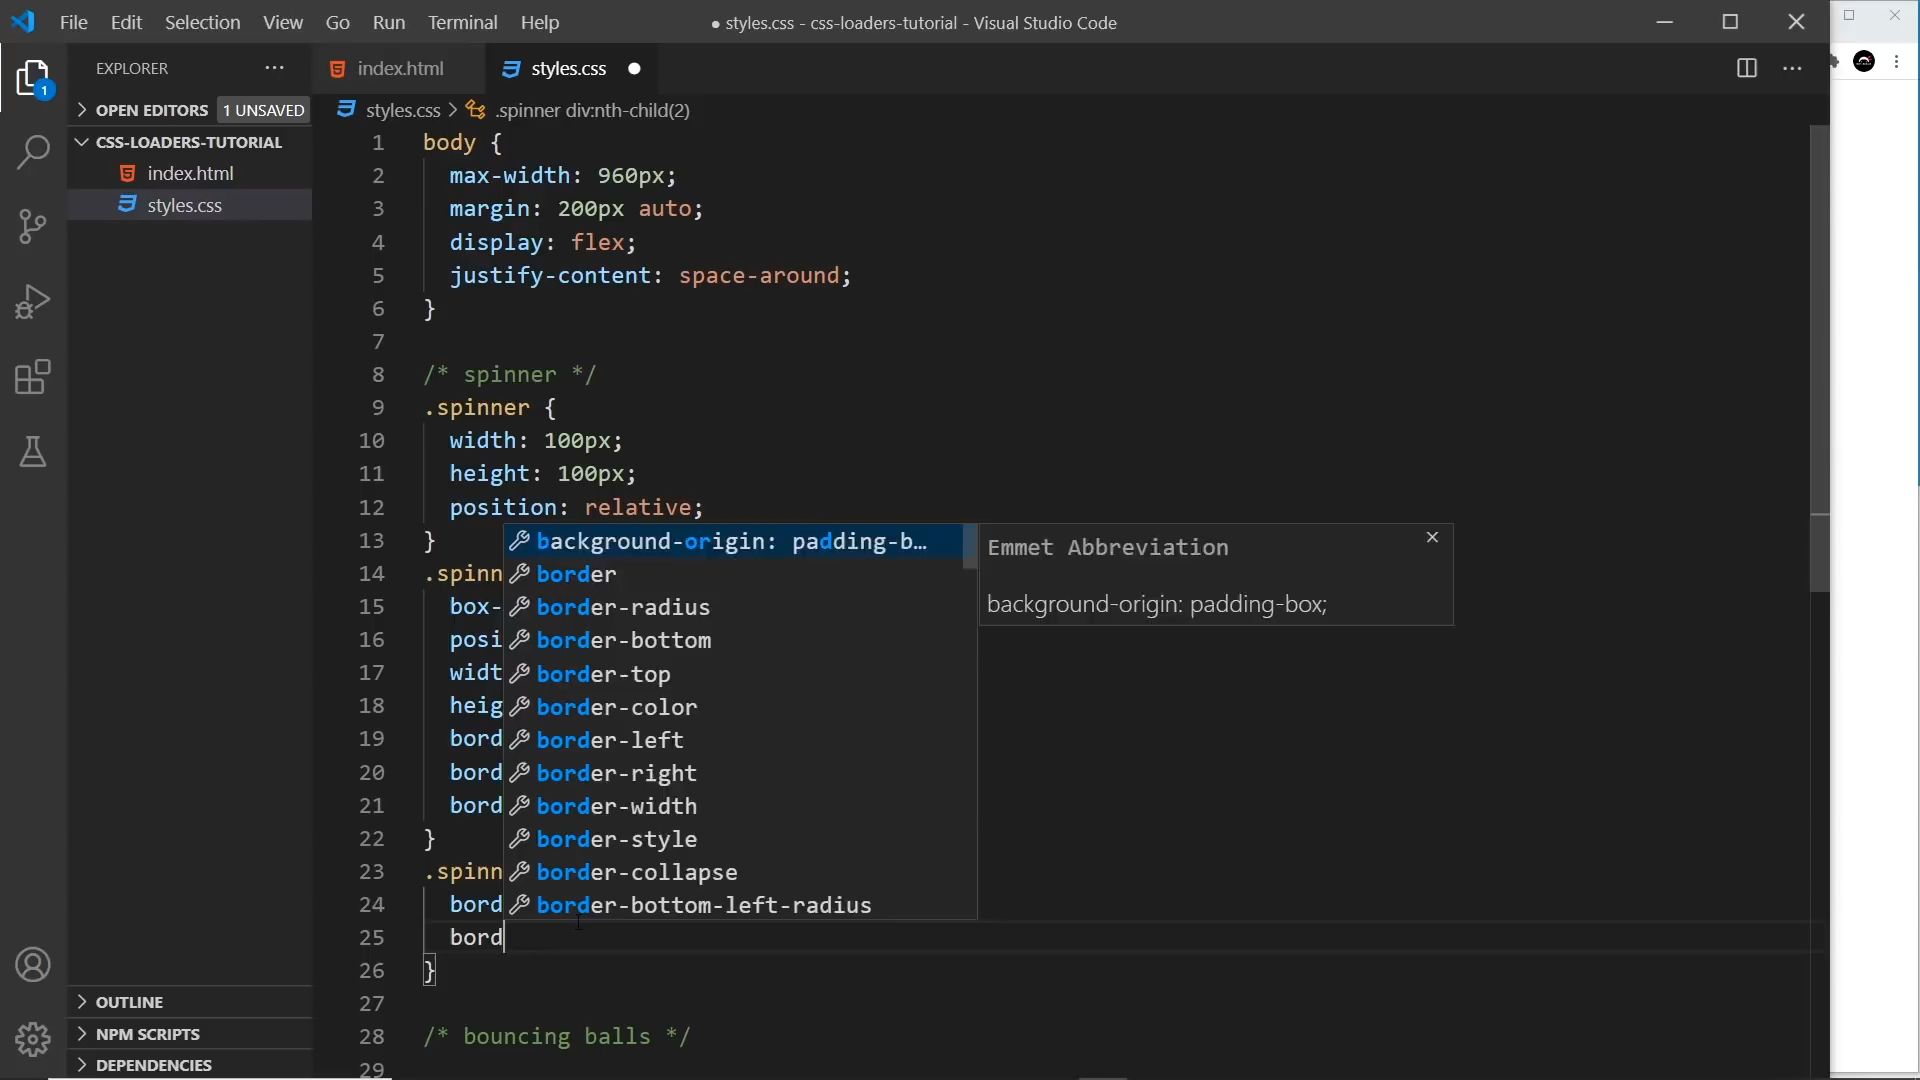 File Edit Selection View Go Run Terminal Help
● styles.css - css-loaders-tutorial - Visual Studio Code
EXPLORER
index.html
styles.css
OPEN EDITORS 1 UNSAVED
styles.css > .spinner div:nth-child(2)
CSS-LOADERS-TUTORIAL
index.html
styles.css
1
1 body {
2 max-width: 960px;
3 margin: 200px auto;
4 display: flex;
5 justify-content: space-around;
6 }
7
8 /* spinner */
9 .spinner {
10 width: 100px;
11 height: 100px;
12 position: relative;
13 }
14 .spinn
15 box-
16 posi
17 widt
18 heig
19 bord
20 bord
21 bord
22 }
23 .spinn
24 bord
25 bord
26 }
27
28 /* bouncing balls */
29
background-origin: padding-b...
border
border-radius
border-bottom
border-top
border-color
border-left
border-right
border-width
border-style
border-collapse
border-bottom-left-radius
Emmet Abbreviation
background-origin: padding-box;
OUTLINE
NPM SCRIPTS
DEPENDENCIES